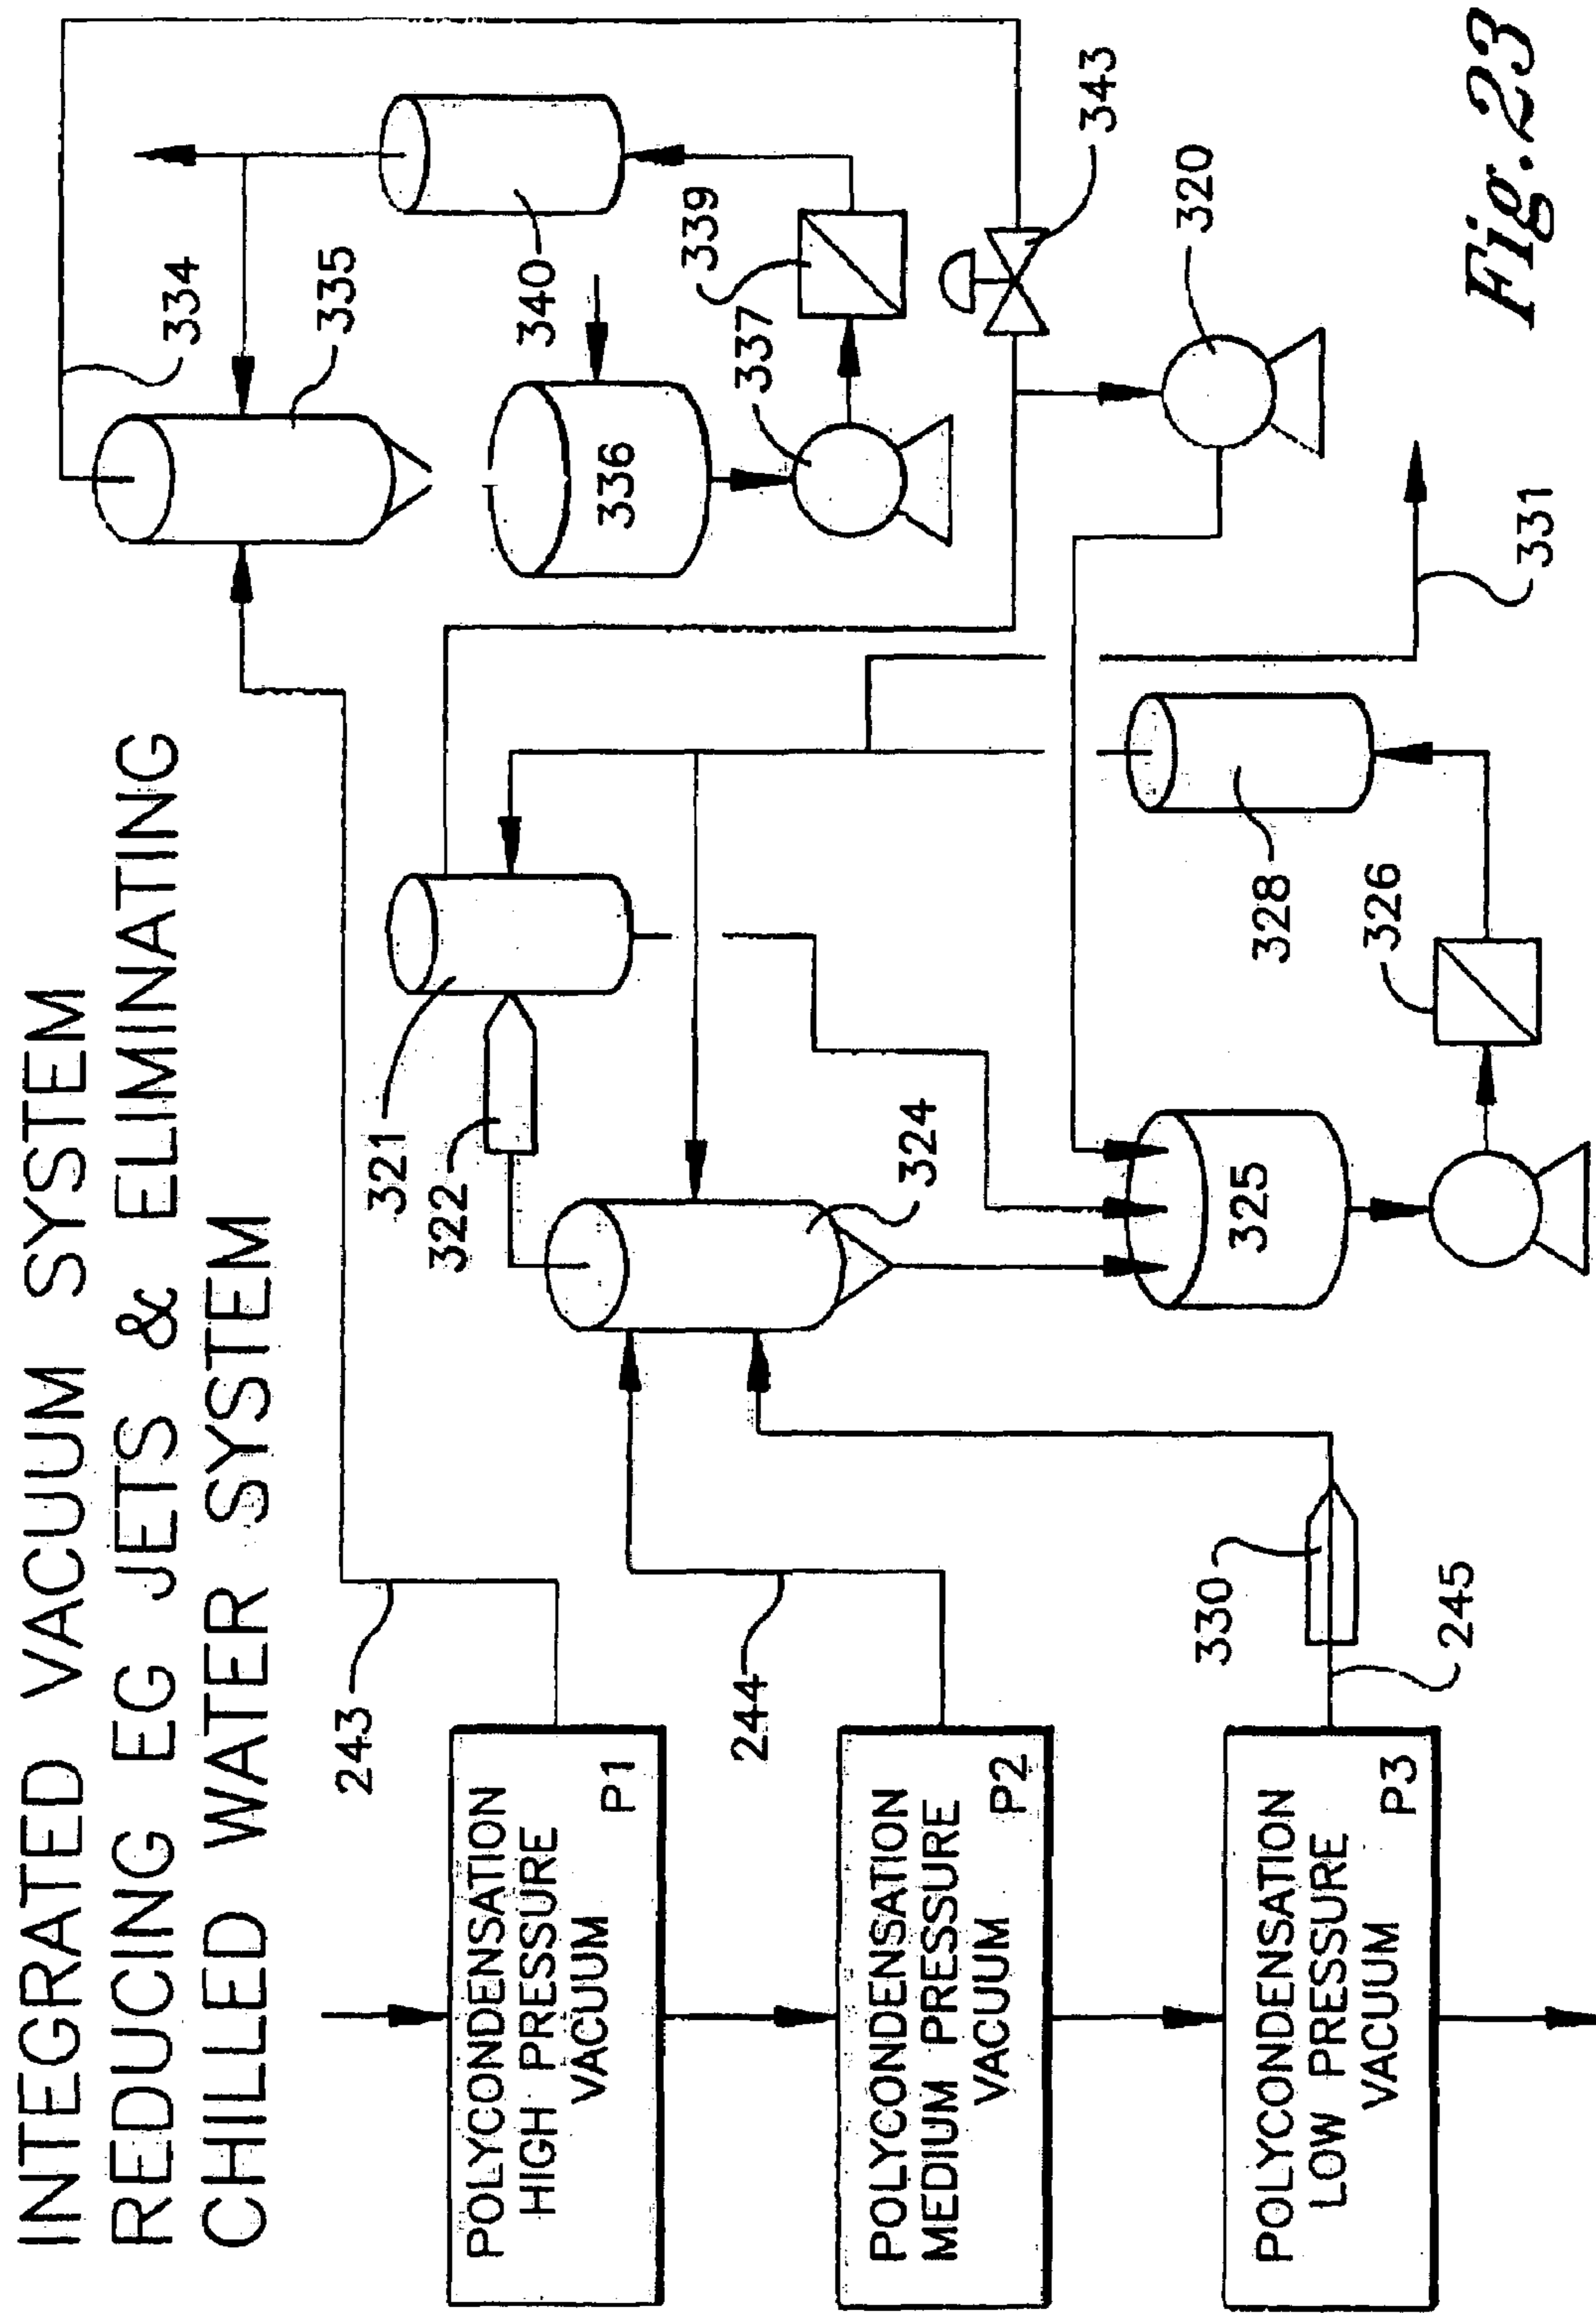 INTEGRATED VACUUM SYSTEM
REDUCING EG JETS & ELIMINATING
CHILLED WATER SYSTEM
243
POLYCONDENSATION
HIGH PRESSURE
VACUUM
P1
244
POLYCONDENSATION
MEDIUM PRESSURE
VACUUM
P2
330
245
POLYCONDENSATION
LOW PRESSURE
VACUUM
P3
321
322
324
325
326
328
331
334
335
336
337
339
340
343
320
Fig. 23